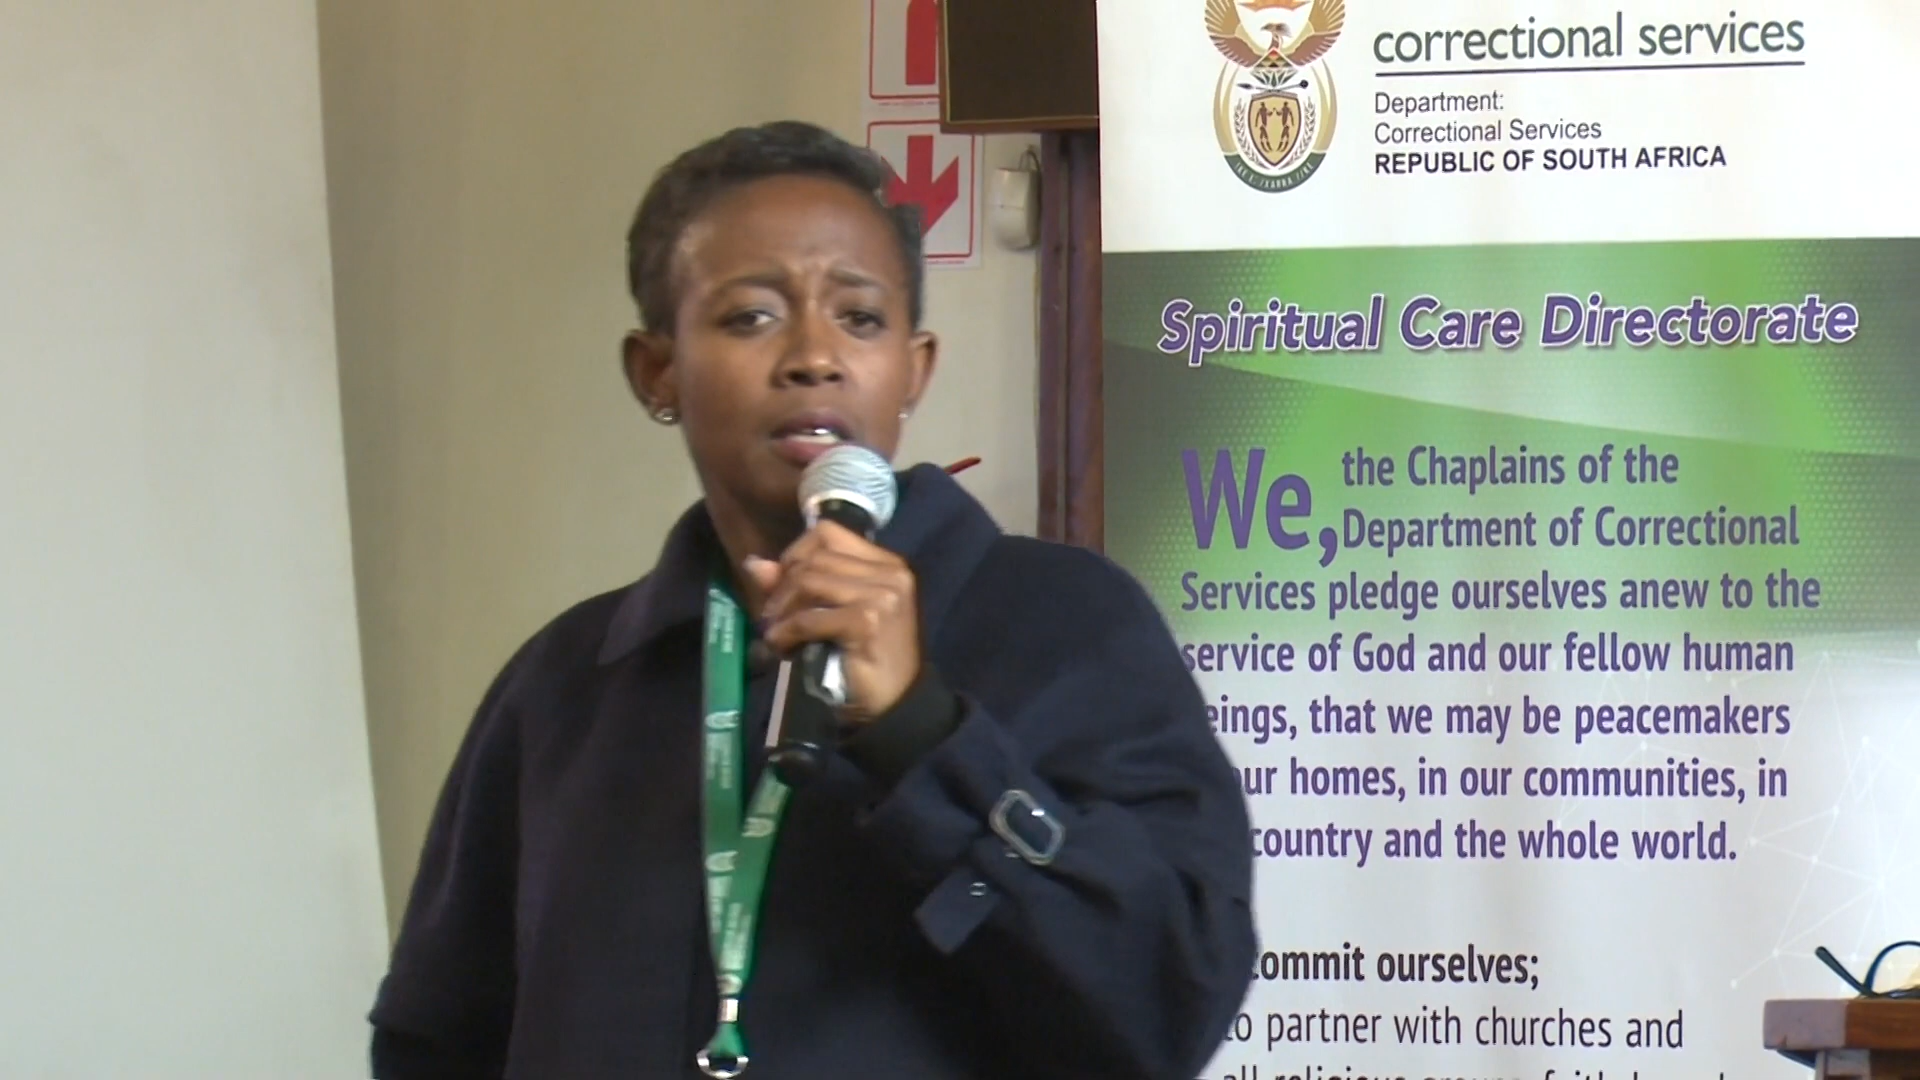 correctional services
Department:
Correctional Services
REPUBLIC OF SOUTH AFRICA
Spiritual Care Directorate
We, the Chaplains of the
Department of Correctional
Services pledge ourselves anew to the
service of God and our fellow human
eings, that we may be peacemakers
our homes, in our communities, in
country and the whole world.
commit ourselves;
to partner with churches and